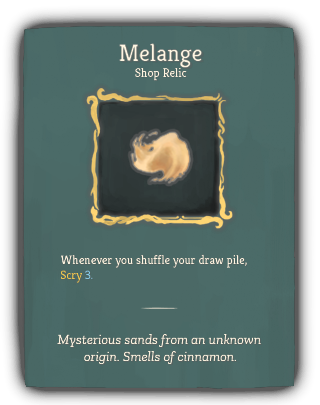 Melange
Shop Relic
Whenever you shuffle your draw pile,
Scry 3.
Mysterious sands from an unknown
origin. Smells of cinnamon.